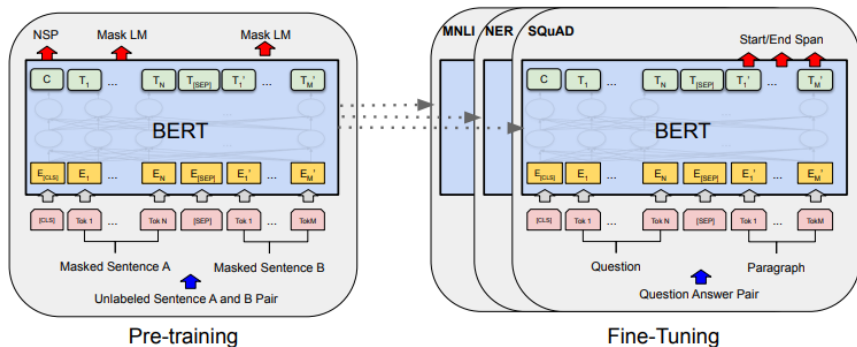 NSP Mask LM Mask LM
C T1 ... TN T[SEP] T1' ... TM'
BERT
E[CLS] E1 ... EN E[SEP] E1' ... EM'
[CLS] Tok 1 ... Tok N [SEP] Tok 1 ... TokM
Masked Sentence A Masked Sentence B
Unlabeled Sentence A and B Pair
Pre-training
MNLI NER SQuAD
Start/End Span
C T1 ... TN T[SEP] T1' ... TM'
BERT
E[CLS] E1 ... EN E[SEP] E1' ... EM'
[CLS] Tok 1 ... Tok N [SEP] Tok 1 ... TokM
Question Paragraph
Question Answer Pair
Fine-Tuning